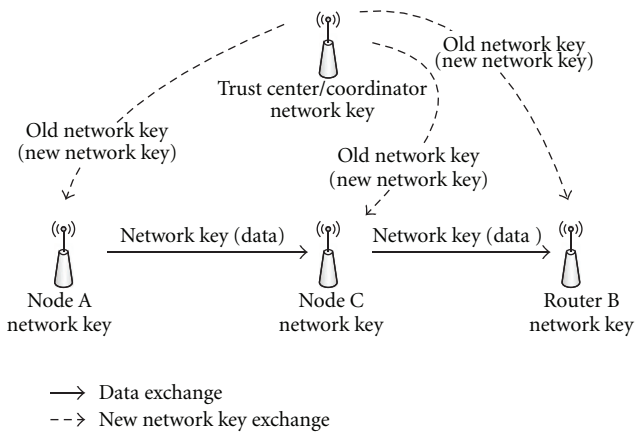 Old network key
(new network key)
Trust center/coordinator
network key
Old network key
(new network key)
Old network key
(new network key)
Network key (data)
Network key (data )
Node A
network key
Node C
network key
Router B
network key
Data exchange
New network key exchange